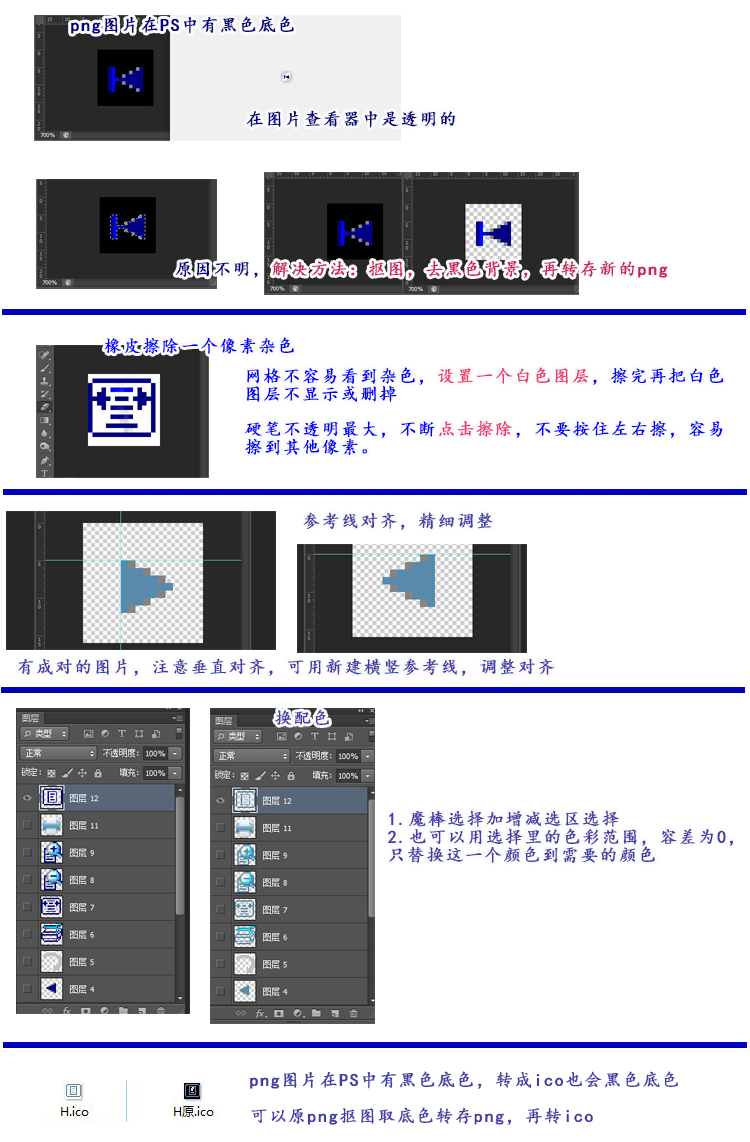 png图片在PS中有黑色底色
在图片查看器中是透明的
700%
原因不明，解决方法：抠图，去黑色背景，再转存新的png
700%
700%
700%
橡皮擦除一个像素杂色
网格不容易看到杂色，设置一个白色图层，擦完再把白色
图层不显示或删掉
硬笔不透明最大，不断点击擦除，不要按住左右擦，容易
擦到其他像素。
参考线对齐，精细调整
有成对的图片，注意垂直对齐，可用新建横竖参考线，调整对齐
图层
类型
正常 不透明度: 100%
锁定: 填充: 100%
图层 12
图层 11
图层 9
图层 8
图层 7
图层 6
图层 5
图层 4
图层
换配色
类型
正常 不透明度: 100%
锁定: 填充: 100%
图层 12
图层 11
图层 9
图层 8
图层 7
图层 6
图层 5
图层 4
1.魔棒选择加增减选区选择
2.也可以用选择里的色彩范围，容差为0，
只替换这一个颜色到需要的颜色
H.ico
H原.ico
png图片在PS中有黑色底色，转成ico也会黑色底色
可以原png抠图取底色转存png，再转ico